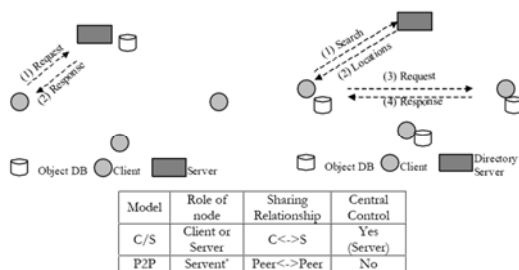 (1) Request
(2) Response
Object DB
Client
Server
(1) Search
(2) Locations
(3) Request
(4) Response
Object DB
Client
Directory
Server
Model
Role of
node
Sharing
Relationship
Central
Control
C/S
Client or
Server
C<->S
Yes
(Server)
P2P
Servent*
Peer<->Peer
No